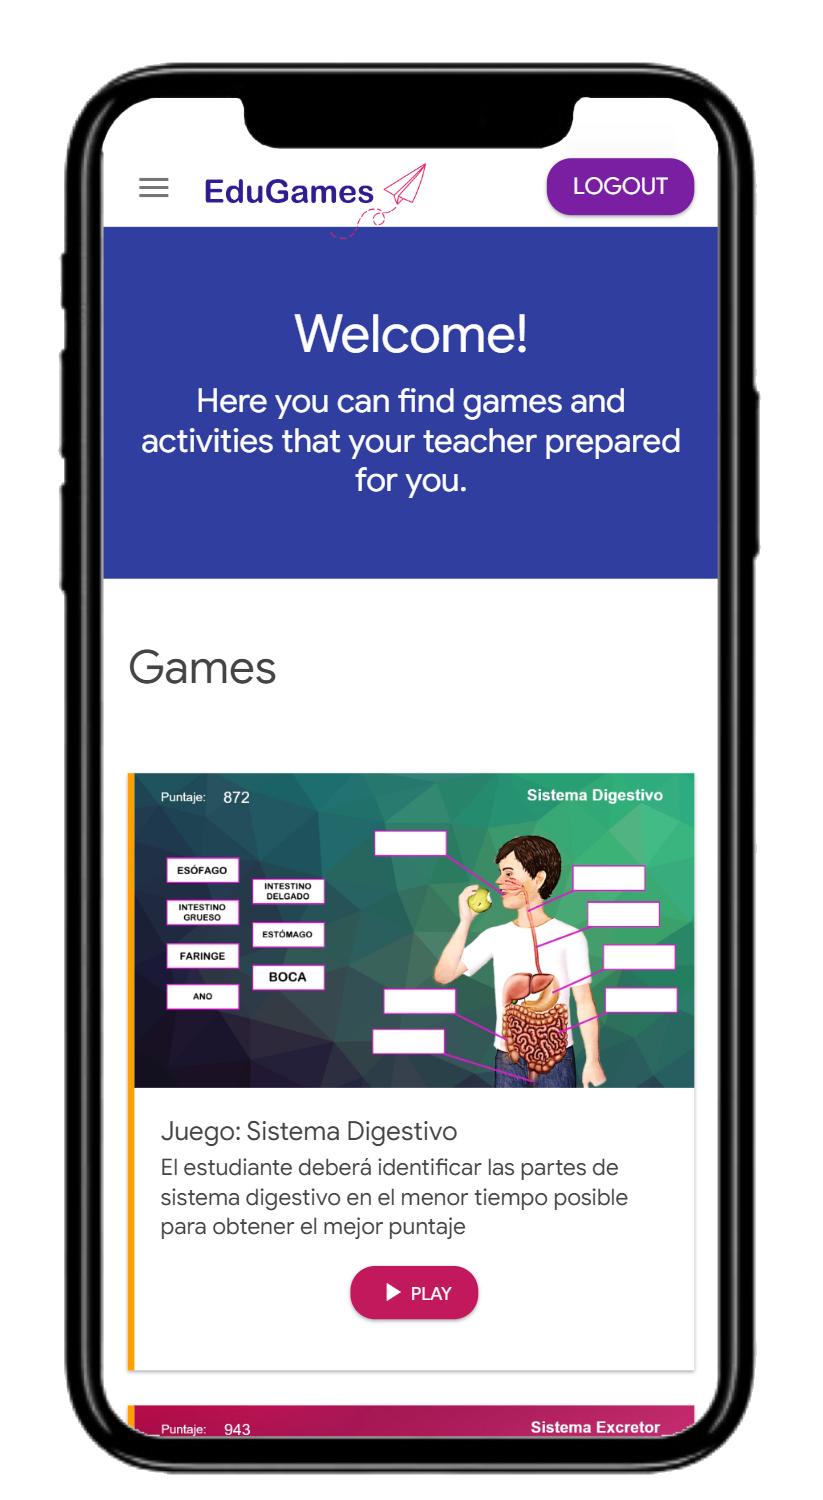 EduGames
LOGOUT
Welcome!
Here you can find games and
activities that your teacher prepared
for you.
Games
Puntaje: 872
Sistema Digestivo
ESÓFAGO
INTESTINO
DELGADO
INTESTINO
GRUESO
ESTÓMAGO
FARINGE
BOCA
ANO
Juego: Sistema Digestivo
El estudiante deberá identificar las partes de
sistema digestivo en el menor tiempo posible
para obtener el mejor puntaje
PLAY
Puntaje: 943
Sistema Excretor